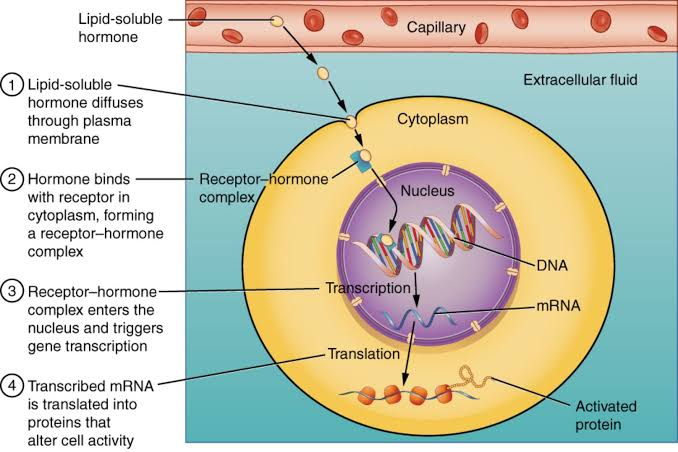 Lipid-soluble
hormone
Capillary
Extracellular fluid
1 Lipid-soluble
hormone diffuses
through plasma
membrane
Cytoplasm
2 Hormone binds
with receptor in
cytoplasm, forming
a receptor–hormone
complex
Receptor–hormone
complex
Nucleus
DNA
3 Receptor–hormone
complex enters the
nucleus and triggers
gene transcription
Transcription
mRNA
Translation
4 Transcribed mRNA
is translated into
proteins that
alter cell activity
Activated
protein